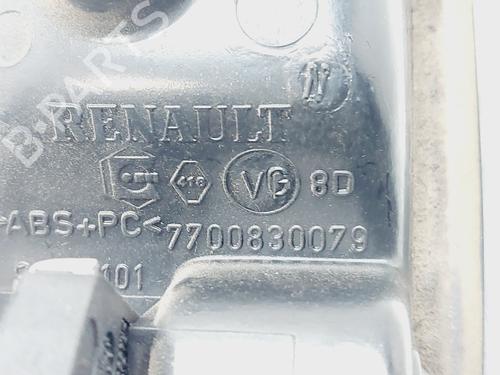 B-PARTS
RENAULT
VG 8D
>ABS+PC< 7700830079
101